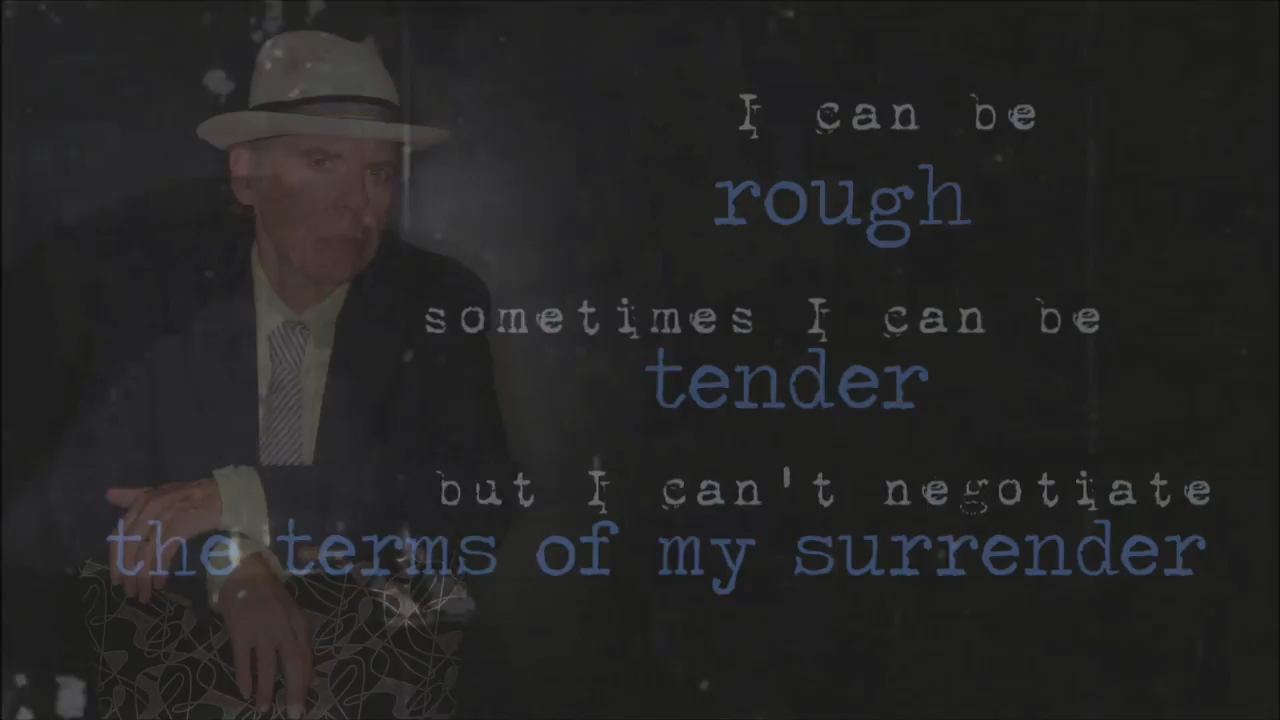 I can be
rough
sometimes I can be
tender
but I can't negotiate
the terms of my surrender